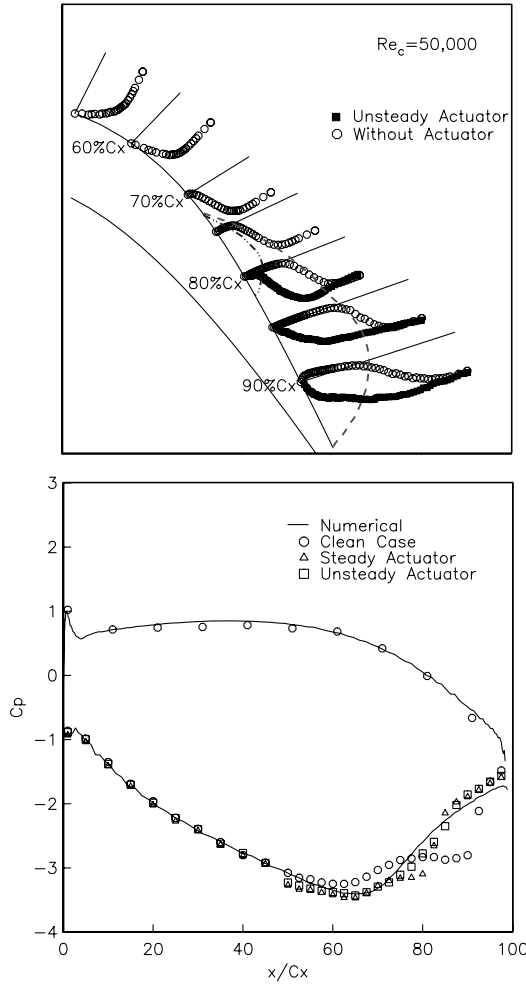 Re_c=50,000
Unsteady Actuator
Without Actuator
60%Cx
70%Cx
80%Cx
90%Cx
3
2
1
0
−1
−2
−3
−4
Cp
Numerical
Clean Case
Steady Actuator
Unsteady Actuator
0 20 40 60 80 100
x/Cx